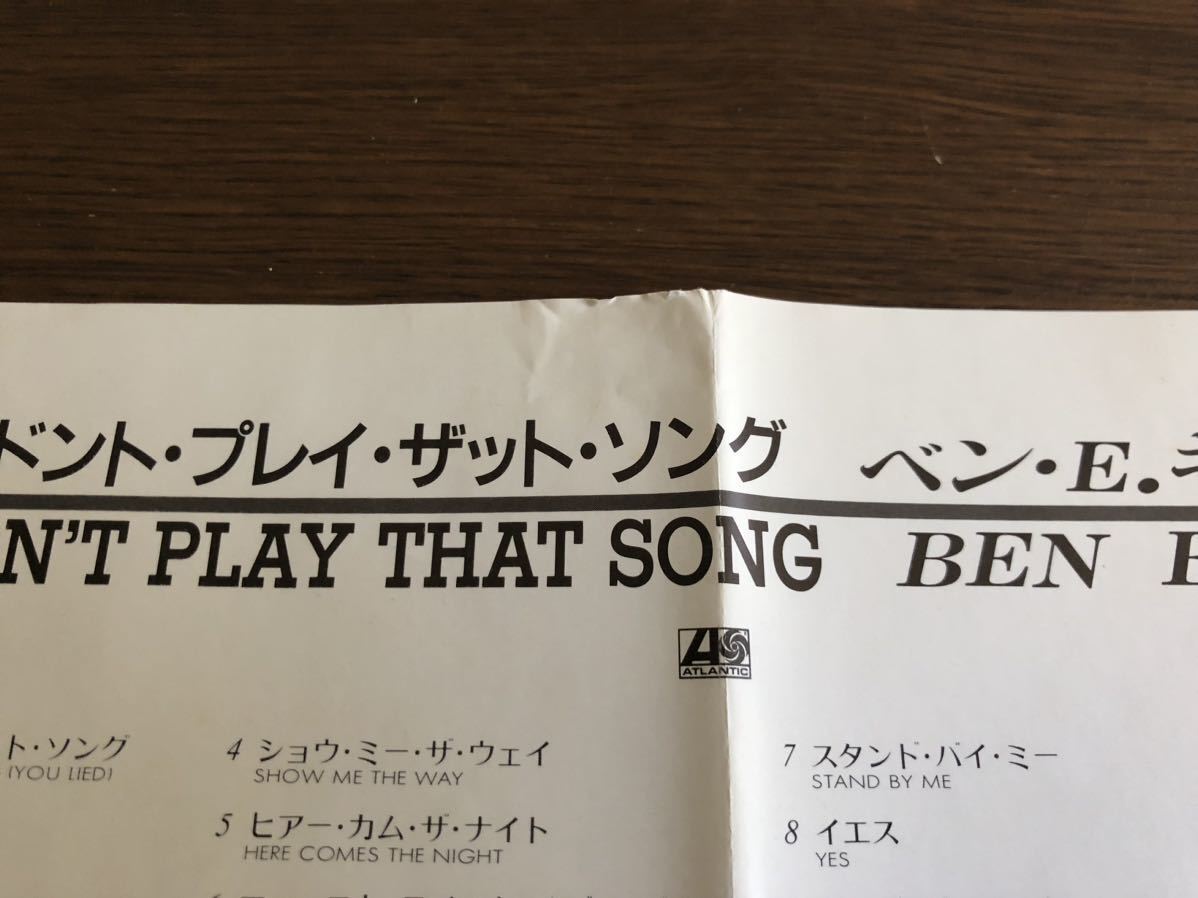 ドント・プレイ・ザット・ソング ベン・E.
N'T PLAY THAT SONG BEN
ATLANTIC
ト・ソング
(YOU LIED)
4 ショウ・ミー・ザ・ウェイ
SHOW ME THE WAY
5 ヒアー・カム・ザ・ナイト
HERE COMES THE NIGHT
7 スタンド・バイ・ミー
STAND BY ME
8 イエス
YES